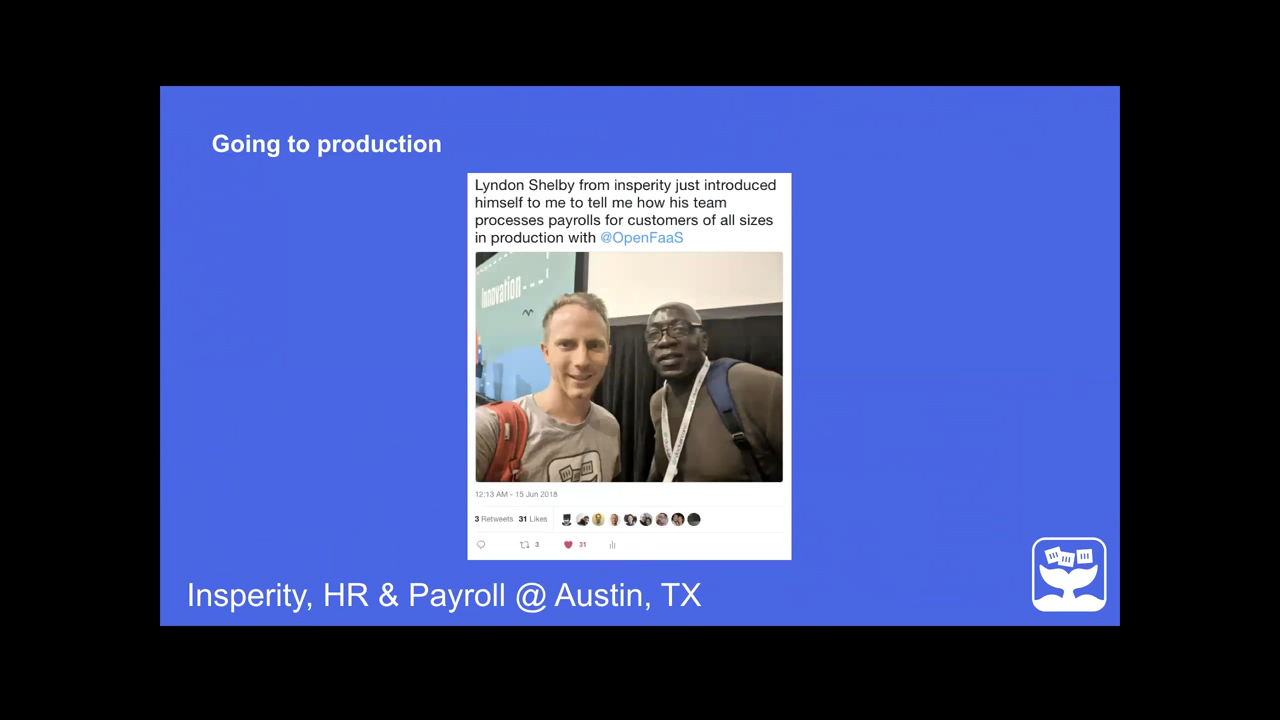 Going to production
Lyndon Shelby from insperity just introduced
himself to me to tell me how his team
processes payrolls for customers of all sizes
in production with @OpenFaaS
Innovation
12:13 AM - 15 Jun 2018
3 Retweets 31 Likes
3 31
Insperity, HR & Payroll @ Austin, TX